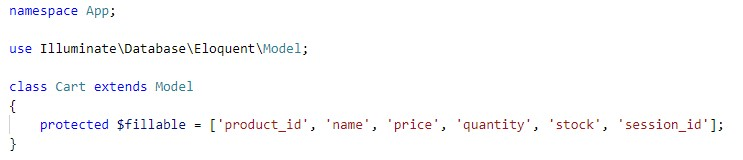 namespace App;
use Illuminate\Database\Eloquent\Model;
class Cart extends Model
{
protected $fillable = ['product_id', 'name', 'price', 'quantity', 'stock', 'session_id'];
}